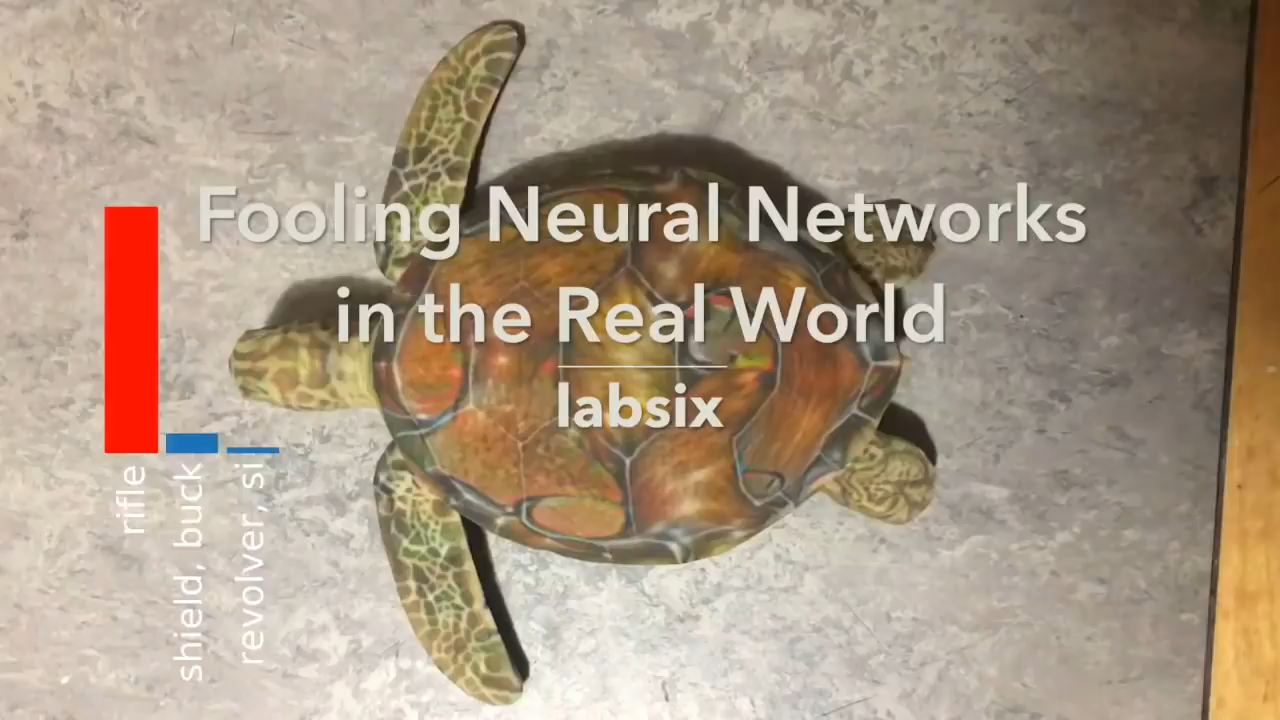 Fooling Neural Networks
in the Real World
labsix
rifle
shield, buck
revolver, si